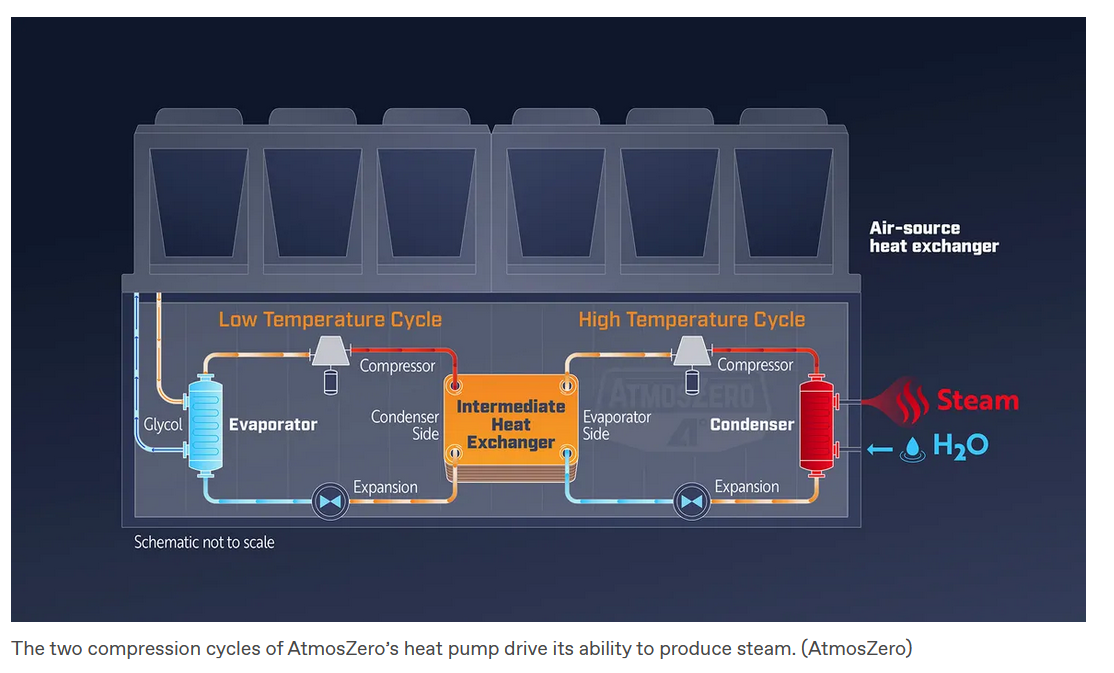 Air-source
heat exchanger
Low Temperature Cycle
High Temperature Cycle
Compressor
Compressor
Glycol
Evaporator
Condenser
Side
Intermediate
Heat
Exchanger
Evaporator
Side
ATMOSZERO
Condenser
Steam
H₂O
Expansion
Expansion
Schematic not to scale
The two compression cycles of AtmosZero's heat pump drive its ability to produce steam. (AtmosZero)